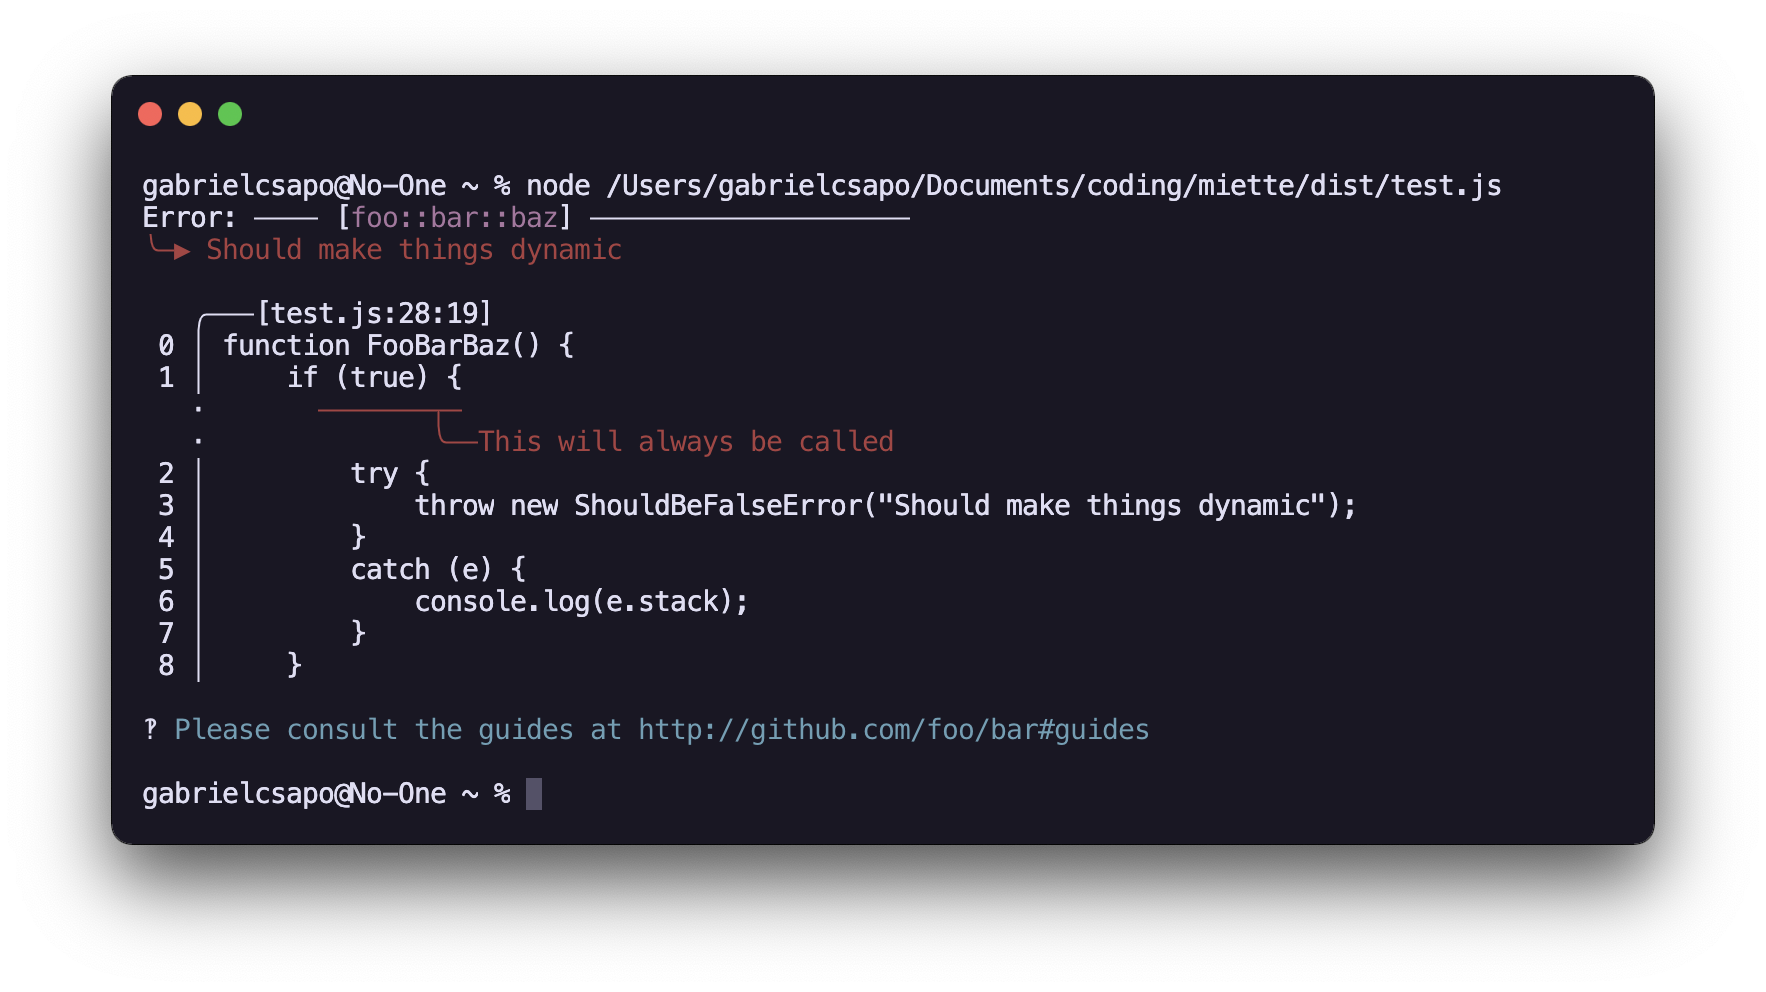 gabrielcsapo@No-One ~ % node /Users/gabrielcsapo/Documents/coding/miette/dist/test.js
Error: ──── [foo::bar::baz] ────────────────────
╰─▶ Should make things dynamic
╭───[test.js:28:19]
0 │ function FooBarBaz() {
1 │     if (true) {
· ─────────
· ╰──This will always be called
2 │         try {
3 │             throw new ShouldBeFalseError("Should make things dynamic");
4 │         }
5 │         catch (e) {
6 │             console.log(e.stack);
7 │         }
8 │     }
‽ Please consult the guides at http://github.com/foo/bar#guides
gabrielcsapo@No-One ~ %